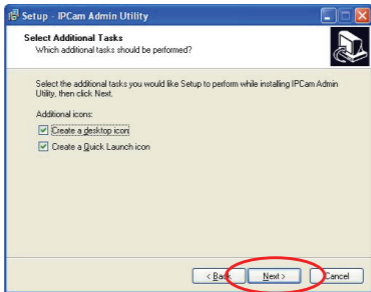 Setup - IPCam Admin Utility
Select Additional Tasks
Which additional tasks should be performed?
Select the additional tasks you would like Setup to perform while installing IPCam Admin
Utility, then click Next.
Additional icons:
Create a desktop icon
Create a Quick Launch icon
< Back Next > Cancel